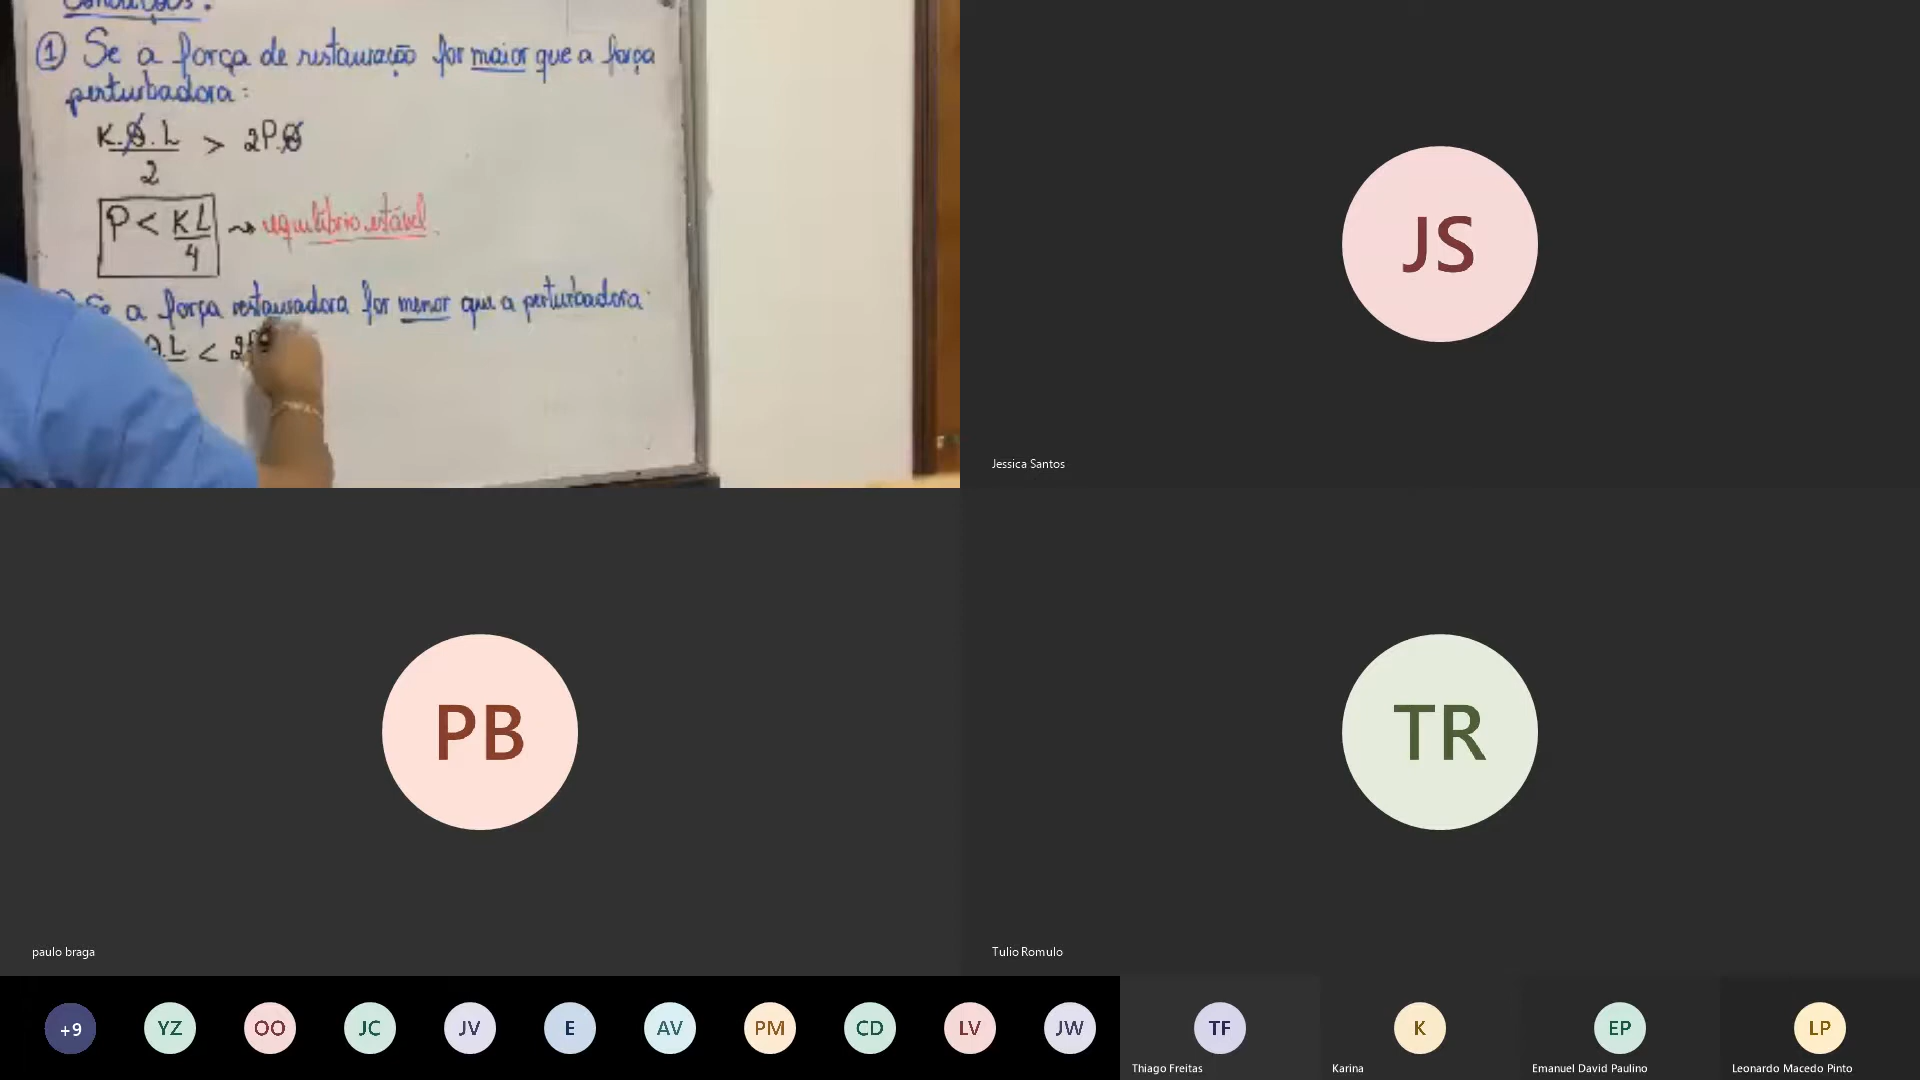 Condições:
① Se a força de restauração for maior que a força
perturbadora:
K.θ.L > 2P.θ
2
P < KL → equilíbrio estável.
4
Se a força restauradora for menor que a perturbadora:
θ.L < 2P
JS
Jessica Santos
PB
paulo braga
TR
Tulio Romulo
+9
YZ
OO
JC
JV
E
AV
PM
CD
LV
JW
TF
Thiago Freitas
K
Karina
EP
Emanuel David Paulino
LP
Leonardo Macedo Pinto